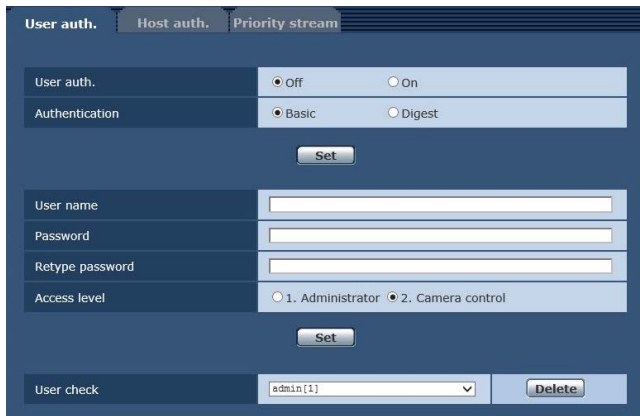 User auth. Host auth. Priority stream
User auth. Off On
Authentication Basic Digest
Set
User name
Password
Retype password
Access level 1. Administrator 2. Camera control
Set
User check admin[1] Delete